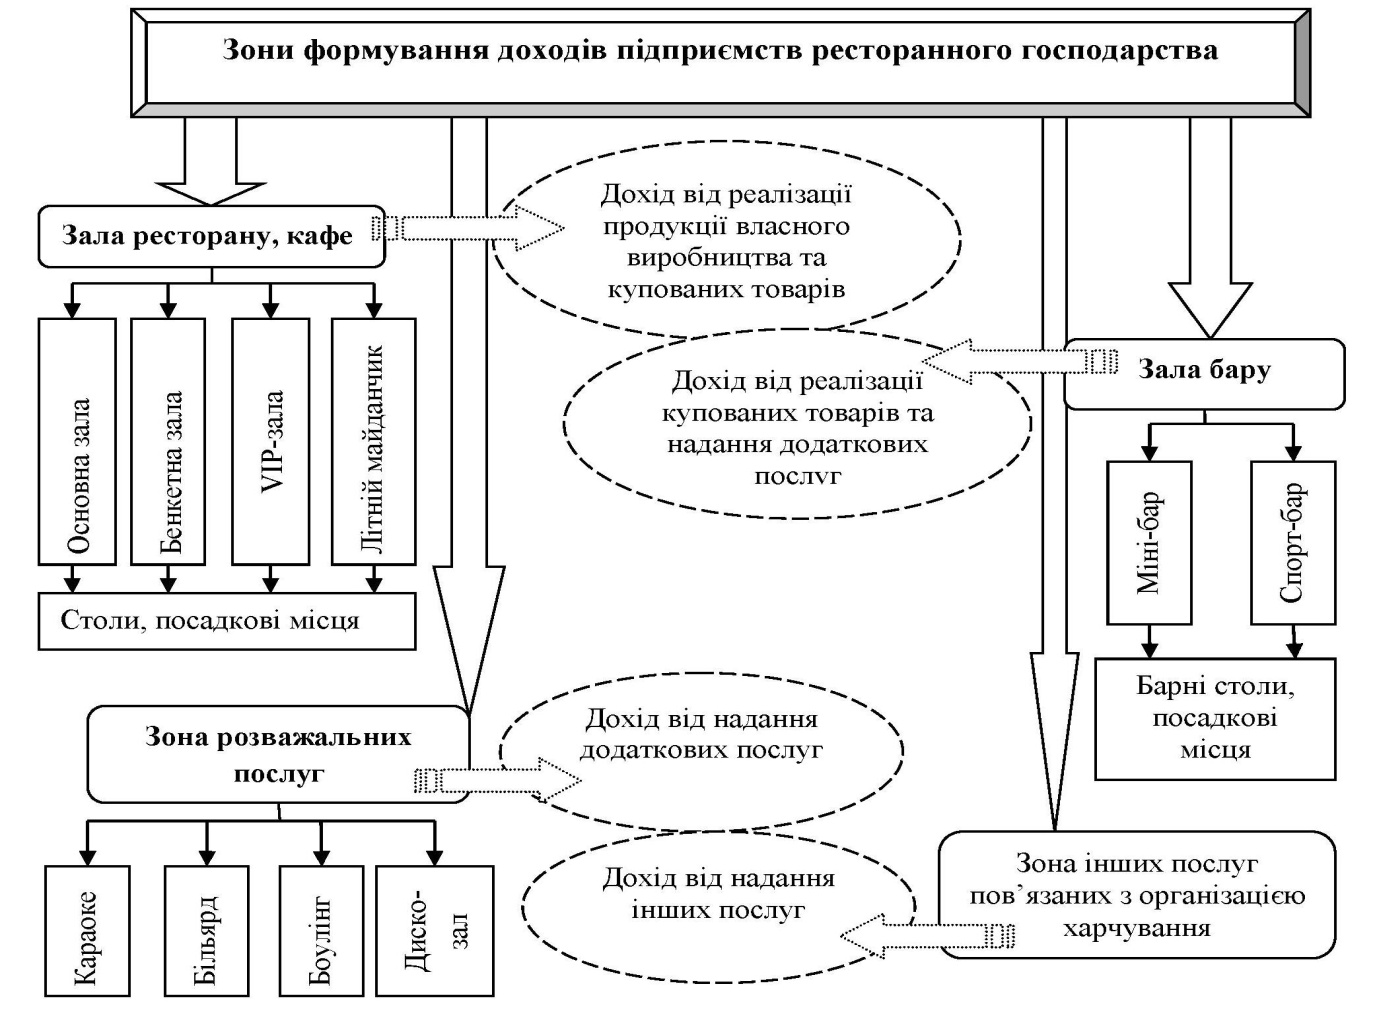 Зони формування доходів підприємств ресторанного господарства
Зала ресторану, кафе
Дохід від реалізації
продукції власного
виробництва та
купованих товарів
Основна зала
Бенкетна зала
VIP-зала
Літній майданчик
Столи, посадкові місця
Дохід від реалізації
купованих товарів та
надання додаткових
послуг
Зала бару
Міні-бар
Спорт-бар
Барні столи,
посадкові
місця
Зона розважальних
послуг
Дохід від надання
додаткових послуг
Караоке
Більярд
Боулінг
Диско-
зал
Дохід від надання
інших послуг
Зона інших послуг
пов’язаних з організацією
харчування